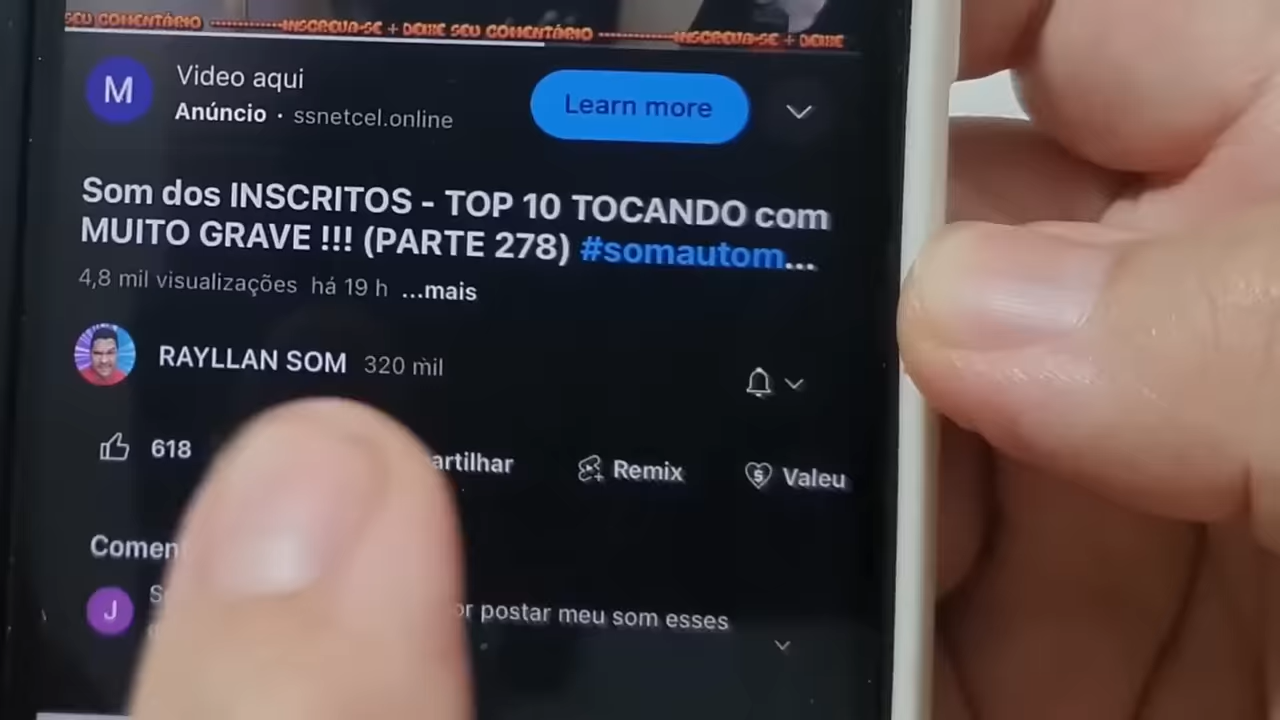 SEU COMENTÁRIO -----------INSCREVA-SE + DEIXE SEU COMENTÁRIO -----------INSCREVA-SE + DEIXE
M
Video aqui
Learn more
Anúncio · ssnetcel.online
Som dos INSCRITOS - TOP 10 TOCANDO com
MUITO GRAVE !!! (PARTE 278) #somautom...
4,8 mil visualizações há 19 h ...mais
RAYLLAN SOM 320 mil
618 artilhar Remix Valeu
Coment
J
postar meu som esses